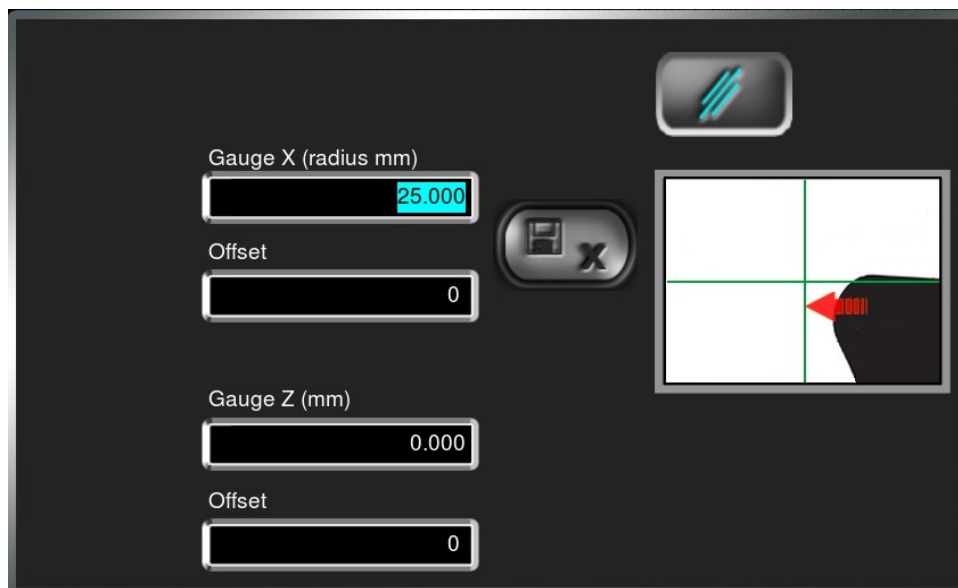 Gauge X (radius mm)
25.000
Offset
X
0
Gauge Z (mm)
0.000
Offset
0